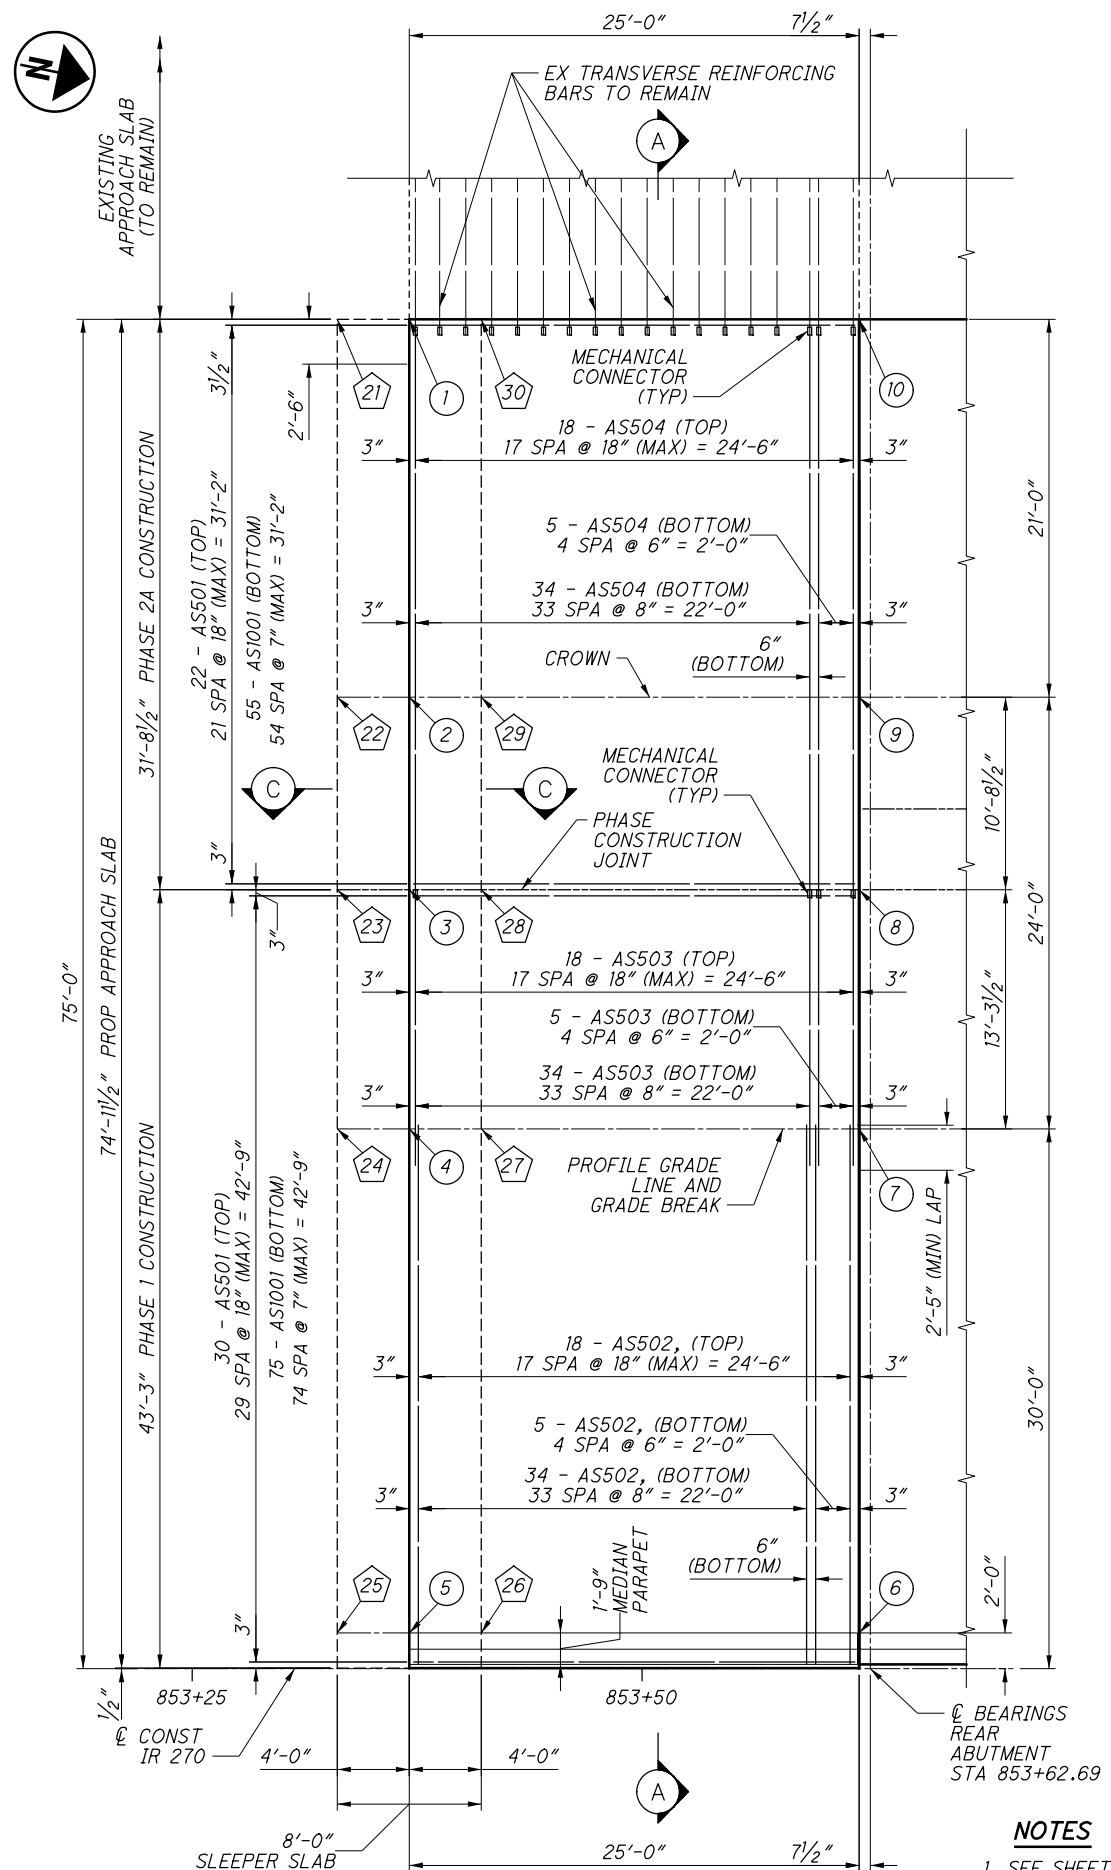 25'-0"
7½"
N
EX TRANSVERSE REINFORCING
BARS TO REMAIN
A
EXISTING
APPROACH SLAB
(TO REMAIN)
3½"
2'-6"
21
1
30
MECHANICAL
CONNECTOR
(TYP)
10
18 - AS504 (TOP)
17 SPA @ 18" (MAX) = 24'-6"
3"
3"
21'-0"
31'-8½" PHASE 2A CONSTRUCTION
22 - AS501 (TOP)
21 SPA @ 18" (MAX) = 31'-2"
55 - AS1001 (BOTTOM)
54 SPA @ 7" (MAX) = 31'-2"
5 - AS504 (BOTTOM)
4 SPA @ 6" = 2'-0"
34 - AS504 (BOTTOM)
33 SPA @ 8" = 22'-0"
3"
3"
6"
(BOTTOM)
CROWN
22
2
29
9
C
C
MECHANICAL
CONNECTOR
(TYP)
10'-8½"
PHASE
CONSTRUCTION
JOINT
3"
3"
23
3
28
8
24'-0"
75'-0"
74'-11½" PROP APPROACH SLAB
18 - AS503 (TOP)
17 SPA @ 18" (MAX) = 24'-6"
3"
3"
13'-3½"
5 - AS503 (BOTTOM)
4 SPA @ 6" = 2'-0"
34 - AS503 (BOTTOM)
33 SPA @ 8" = 22'-0"
3"
3"
24
4
27
PROFILE GRADE
LINE AND
GRADE BREAK
7
2'-5" (MIN) LAP
43'-3" PHASE 1 CONSTRUCTION
30 - AS501 (TOP)
29 SPA @ 18" (MAX) = 42'-9"
75 - AS1001 (BOTTOM)
74 SPA @ 7" (MAX) = 42'-9"
18 - AS502, (TOP)
17 SPA @ 18" (MAX) = 24'-6"
3"
3"
30'-0"
5 - AS502, (BOTTOM)
4 SPA @ 6" = 2'-0"
34 - AS502, (BOTTOM)
33 SPA @ 8" = 22'-0"
3"
3"
1'-9"
MEDIAN
PARAPET
6"
(BOTTOM)
2'-0"
25
5
26
6
3"
½"
853+25
853+50
℄ CONST
IR 270
℄ BEARINGS
REAR
ABUTMENT
STA 853+62.69
4'-0"
4'-0"
A
8'-0"
SLEEPER SLAB
25'-0"
7½"
NOTES
1. SEE SHEET